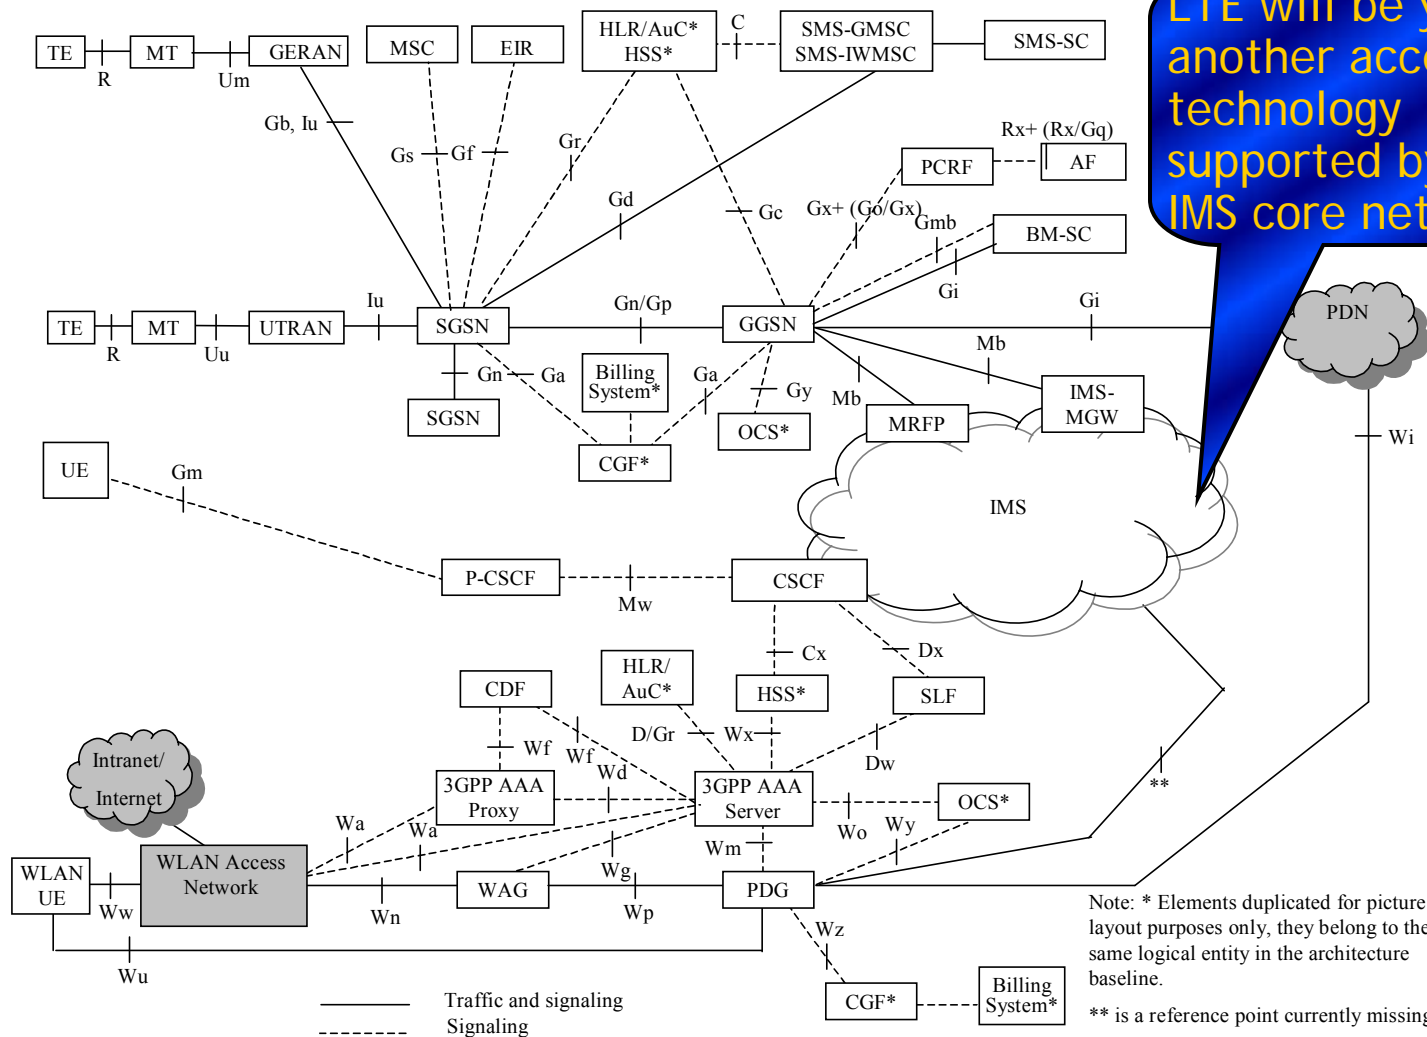 LTE will be
another
technology
supported
IMS core
HLR/AuC*
HSS*
C
SMS-GMSC
SMS-IWMSC
SMS-SC
TE
R
MT
Um
GERAN
MSC
EIR
Gb, Iu
Gs
Gf
Gr
Gd
Gc
Rx+ (Rx/Gq)
PCRF
AF
Gx+ (Go/Gx)
Gmb
BM-SC
Gi
TE
R
MT
Uu
UTRAN
Iu
SGSN
Gn/Gp
GGSN
Gi
PDN
Mb
Gn
Ga
Billing
System*
Ga
Gy
Mb
IMS-
MGW
SGSN
OCS*
MRFP
CGF*
Wi
UE
Gm
IMS
P-CSCF
Mw
CSCF
Cx
Dx
HLR/
AuC*
CDF
HSS*
SLF
D/Gr
Wx
Wf
Wf
Wd
Dw
**
Intranet/
Internet
3GPP AAA
Proxy
3GPP AAA
Server
OCS*
Wo
Wy
Wa
Wa
Wm
Wg
WLAN Access
Network
WLAN
UE
Ww
Wn
WAG
Wp
PDG
Wu
Wz
CGF*
Billing
System*
Note: * Elements duplicated for picture
layout purposes only, they belong to the
same logical entity in the architecture
baseline.
** is a reference point currently missing
Traffic and signaling
Signaling